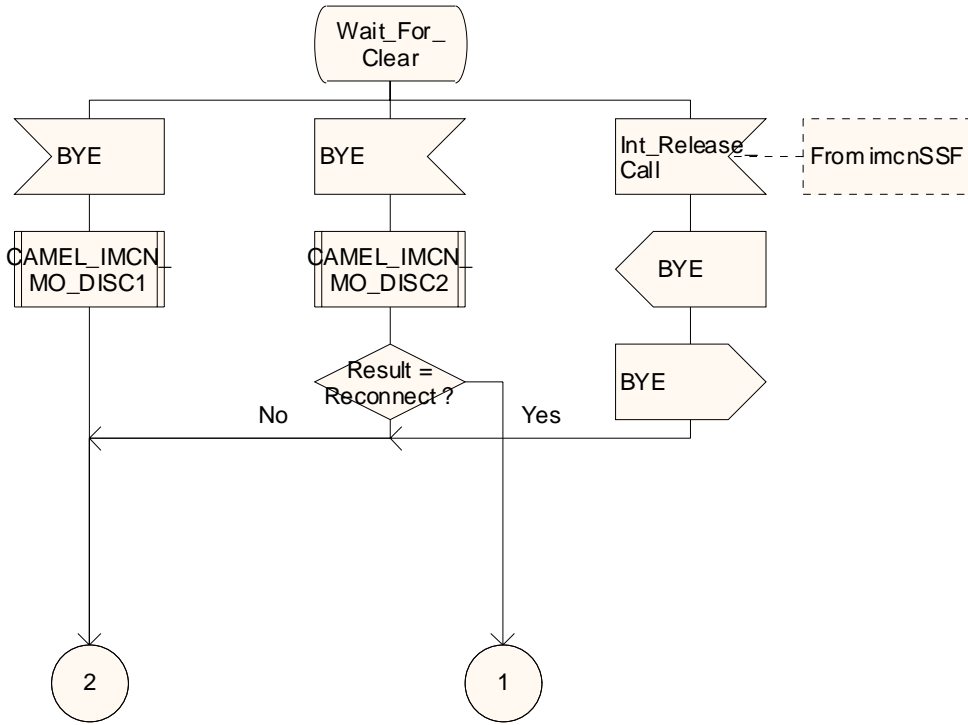 Wait_For_
Clear
BYE
BYE
Int_Release_
Call
From imcnSSF
CAMEL_IMCN_
MO_DISC1
CAMEL_IMCN_
MO_DISC2
BYE
Result =
Reconnect ?
BYE
No
Yes
2
1